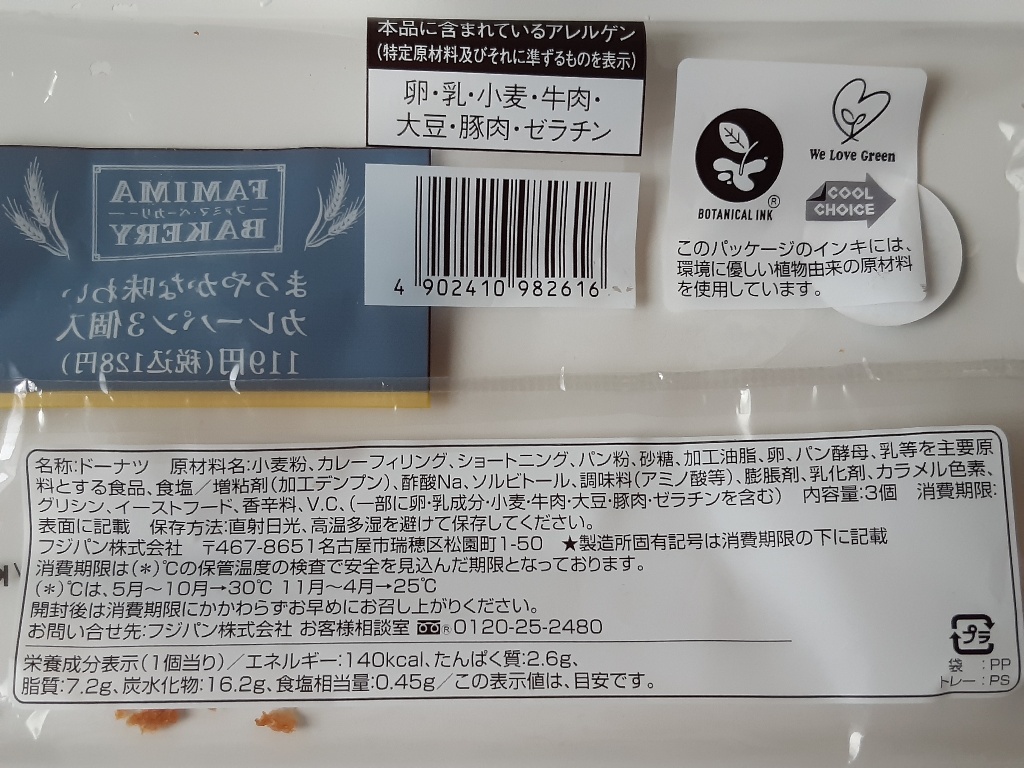 本品に含まれているアレルゲン
(特定原材料及びそれに準ずるものを表示)
卵・乳・小麦・牛肉・
大豆・豚肉・ゼラチン
We Love Green
COOL
CHOICE
BOTANICAL INK
このパッケージのインキには、
環境に優しい植物由来の原材料
を使用しています。
4 902410 982616
FAMIMA
ファミマ・ベーカリー
BAKERY
まろやかな味わい
カレーパン3個入
119円(税込128円)
名称:ドーナツ 原材料名:小麦粉、カレーフィリング、ショートニング、パン粉、砂糖、加工油脂、卵、パン酵母、乳等を主要原
料とする食品、食塩/増粘剤(加工デンプン)、酢酸Na、ソルビトール、調味料(アミノ酸等)、膨脹剤、乳化剤、カラメル色素、
グリシン、イーストフード、香辛料、V.C、(一部に卵・乳成分・小麦・牛肉・大豆・豚肉・ゼラチンを含む) 内容量:3個 消費期限:
表面に記載 保存方法:直射日光、高温多湿を避けて保存してください。
フジパン株式会社 〒467-8651名古屋市瑞穂区松園町1-50 ★製造所固有記号は消費期限の下に記載
消費期限は(*)℃の保管温度の検査で安全を見込んだ期限となっております。
(*)℃は、5月~10月→30℃ 11月~4月→25℃
開封後は消費期限にかかわらずお早めにお召し上がりください。
お問い合せ先:フジパン株式会社 お客様相談室 0120-25-2480
栄養成分表示(1個当り)/エネルギー:140kcal、たんぱく質:2.6g、
脂質:7.2g、炭水化物:16.2g、食塩相当量:0.45g/この表示値は、目安です。
プラ
袋 :PP
トレー:PS